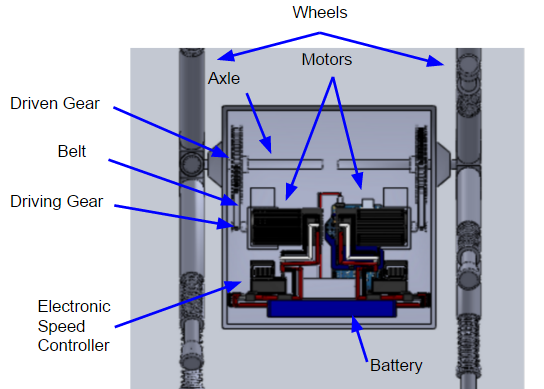 Wheels
Motors
Axle
Driven Gear
Belt
Driving Gear
Electronic
Speed
Controller
Battery